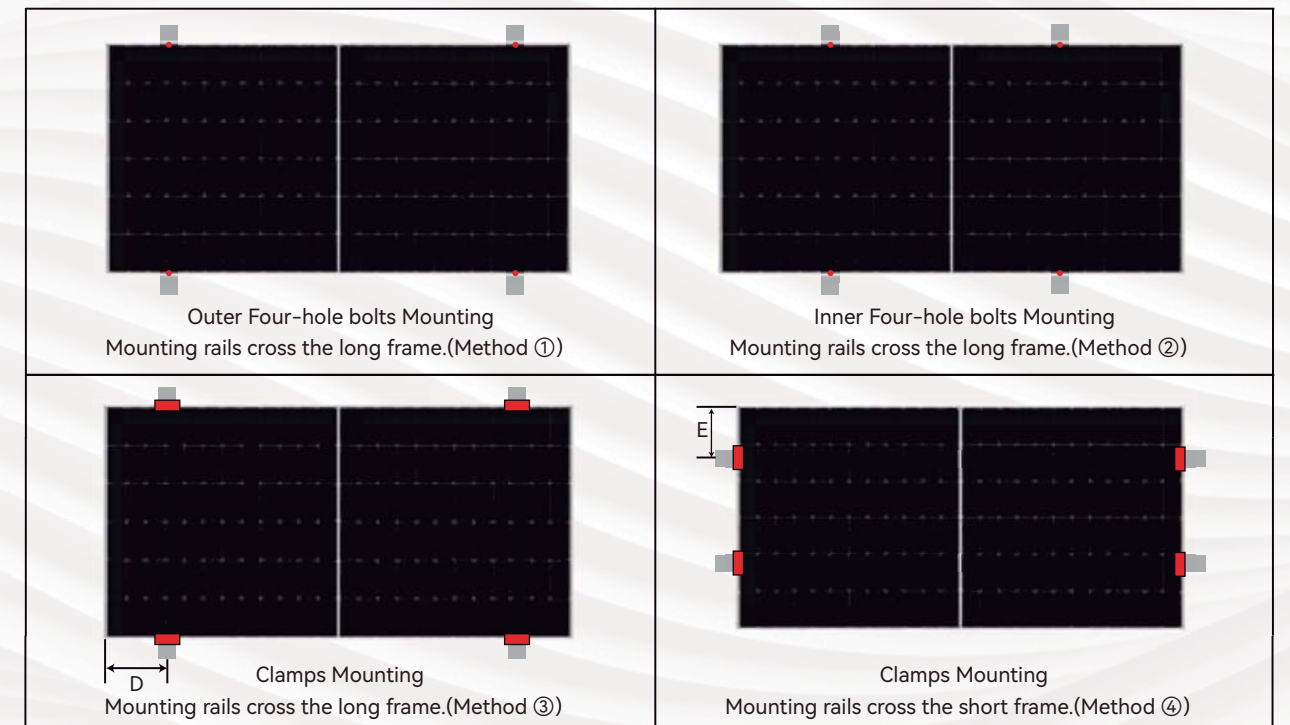 Outer Four-hole bolts Mounting
Mounting rails cross the long frame.(Method ①)
Inner Four-hole bolts Mounting
Mounting rails cross the long frame.(Method ②)
D
Clamps Mounting
Mounting rails cross the long frame.(Method ③)
E
Clamps Mounting
Mounting rails cross the short frame.(Method ④)